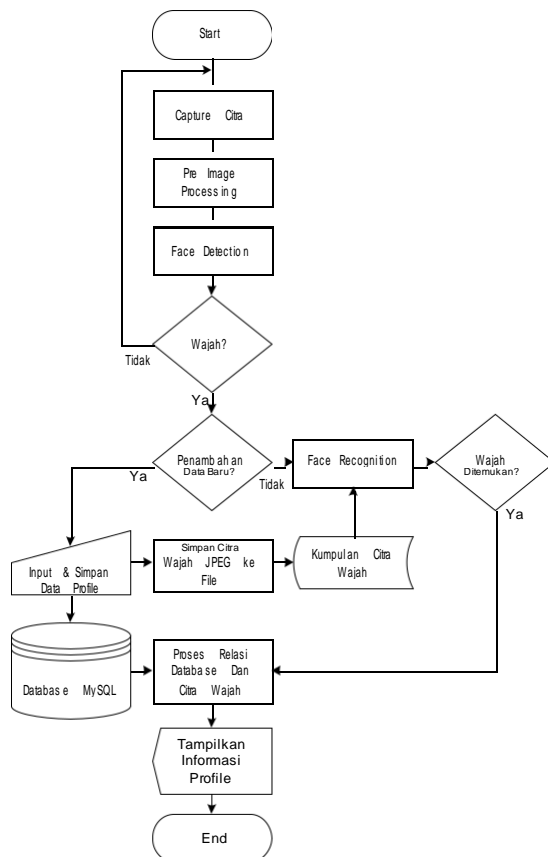 Start
Capture Citra
Pre Image
Processing
Face Detection
Wajah?
Tidak
Ya
Penambahan
Data Baru?
Ya
Tidak
Face Recognition
Wajah
Ditemukan?
Ya
Input & Simpan
Data Profile
Simpan Citra
Wajah JPEG ke
File
Kumpulan Citra
Wajah
Database MySQL
Proses Relasi
Database Dan
Citra Wajah
Tampilkan
Informasi
Profile
End